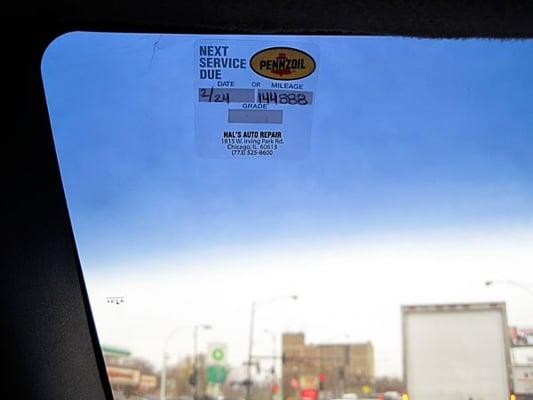 NEXT
SERVICE
DUE
PENNZOIL
DATE OR MILEAGE
2/24 144888
GRADE
HAL'S AUTO REPAIR
1815 W. Irving Park Rd.
Chicago, IL 60613
(773) 525-8600